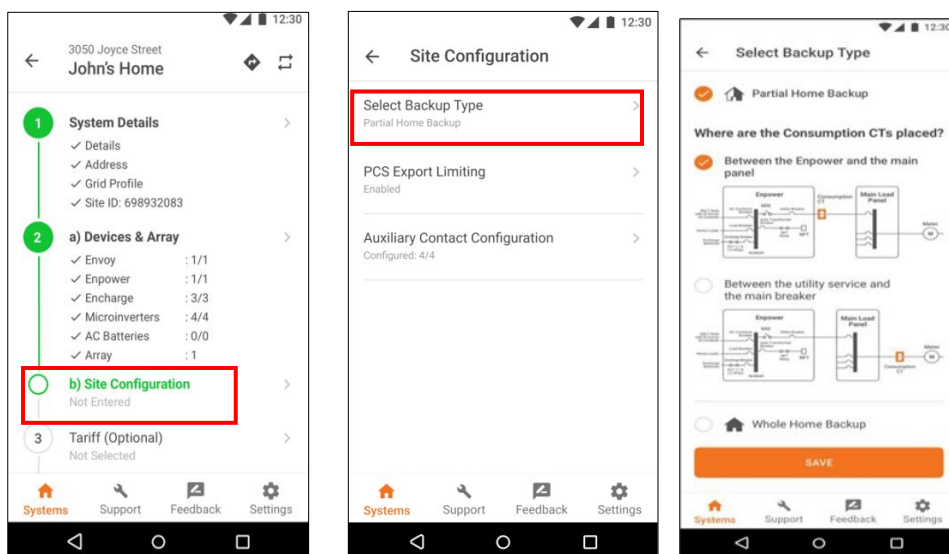 12:30
3050 Joyce Street
John's Home
1
System Details
Details
Address
Grid Profile
Site ID: 698932083
2
a) Devices & Array
Envoy : 1/1
Enpower : 1/1
Encharge : 3/3
Microinverters : 4/4
AC Batteries : 0/0
Array : 1
b) Site Configuration
Not Entered
3
Tariff (Optional)
Not Selected
Systems Support Feedback Settings
12:30
Site Configuration
Select Backup Type
Partial Home Backup
PCS Export Limiting
Enabled
Auxiliary Contact Configuration
Configured: 4/4
Systems Support Feedback Settings
12:30
Select Backup Type
Partial Home Backup
Where are the Consumption CTs placed?
Between the Enpower and the main
panel
Enpower
Consumption
CT
Main Load
Panel
Meter
M
Between the utility service and
the main breaker
Enpower
Main Load
Panel
Meter
M
Consumption
CT
Whole Home Backup
SAVE
Systems Support Feedback Settings